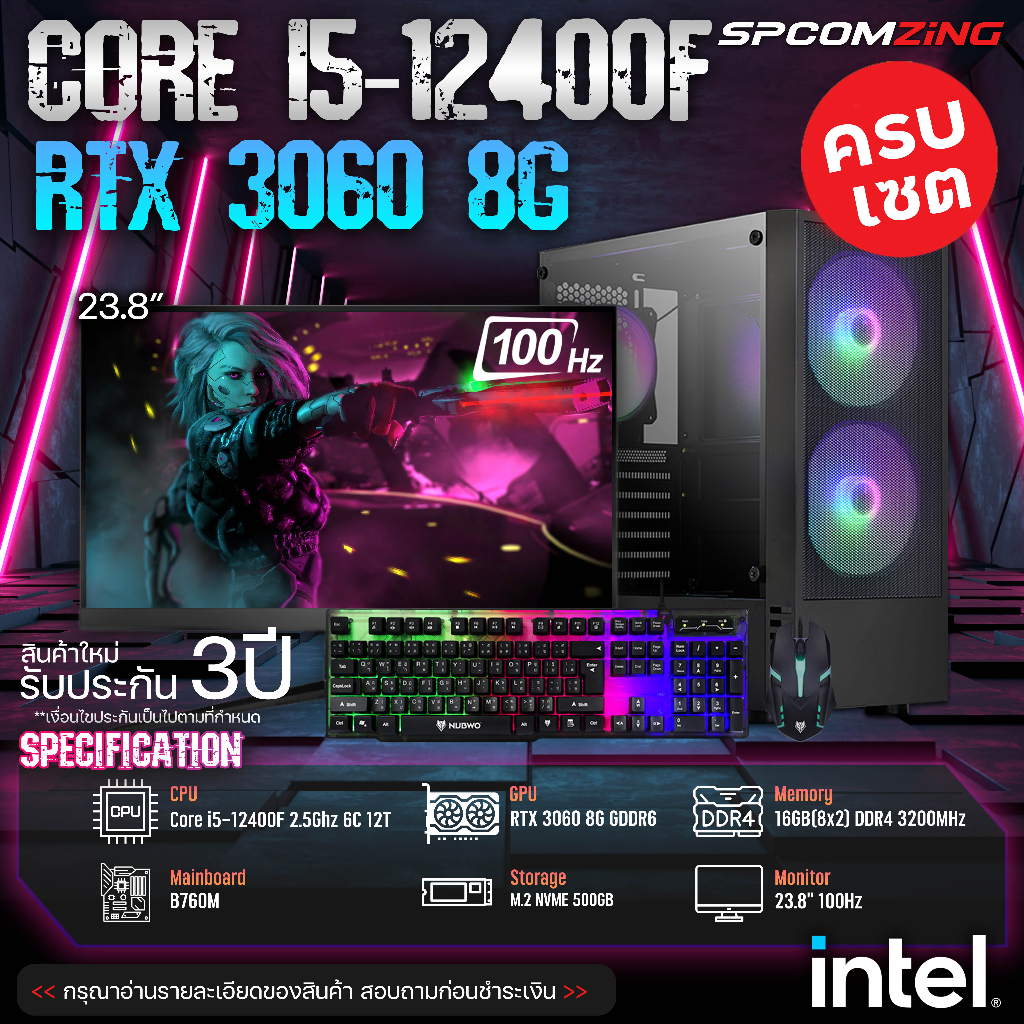 CORE I5-12400F
SPCOMZiNG
RTX 3060 8G
ครบ
เซต
23.8"
100 Hz
สินค้าใหม่
รับประกัน 3ปี
**เงื่อนไขประกันเป็นไปตามที่กำหนด
NUBWO
SPECIFICATION
CPU
CPU
Core i5-12400F 2.5Ghz 6C 12T
GPU
RTX 3060 8G GDDR6
DDR4
Memory
16GB(8x2) DDR4 3200MHz
Mainboard
B760M
Storage
M.2 NVME 500GB
Monitor
23.8" 100Hz
<< กรุณาอ่านรายละเอียดของสินค้า สอบถามก่อนชำระเงิน >>
intel®